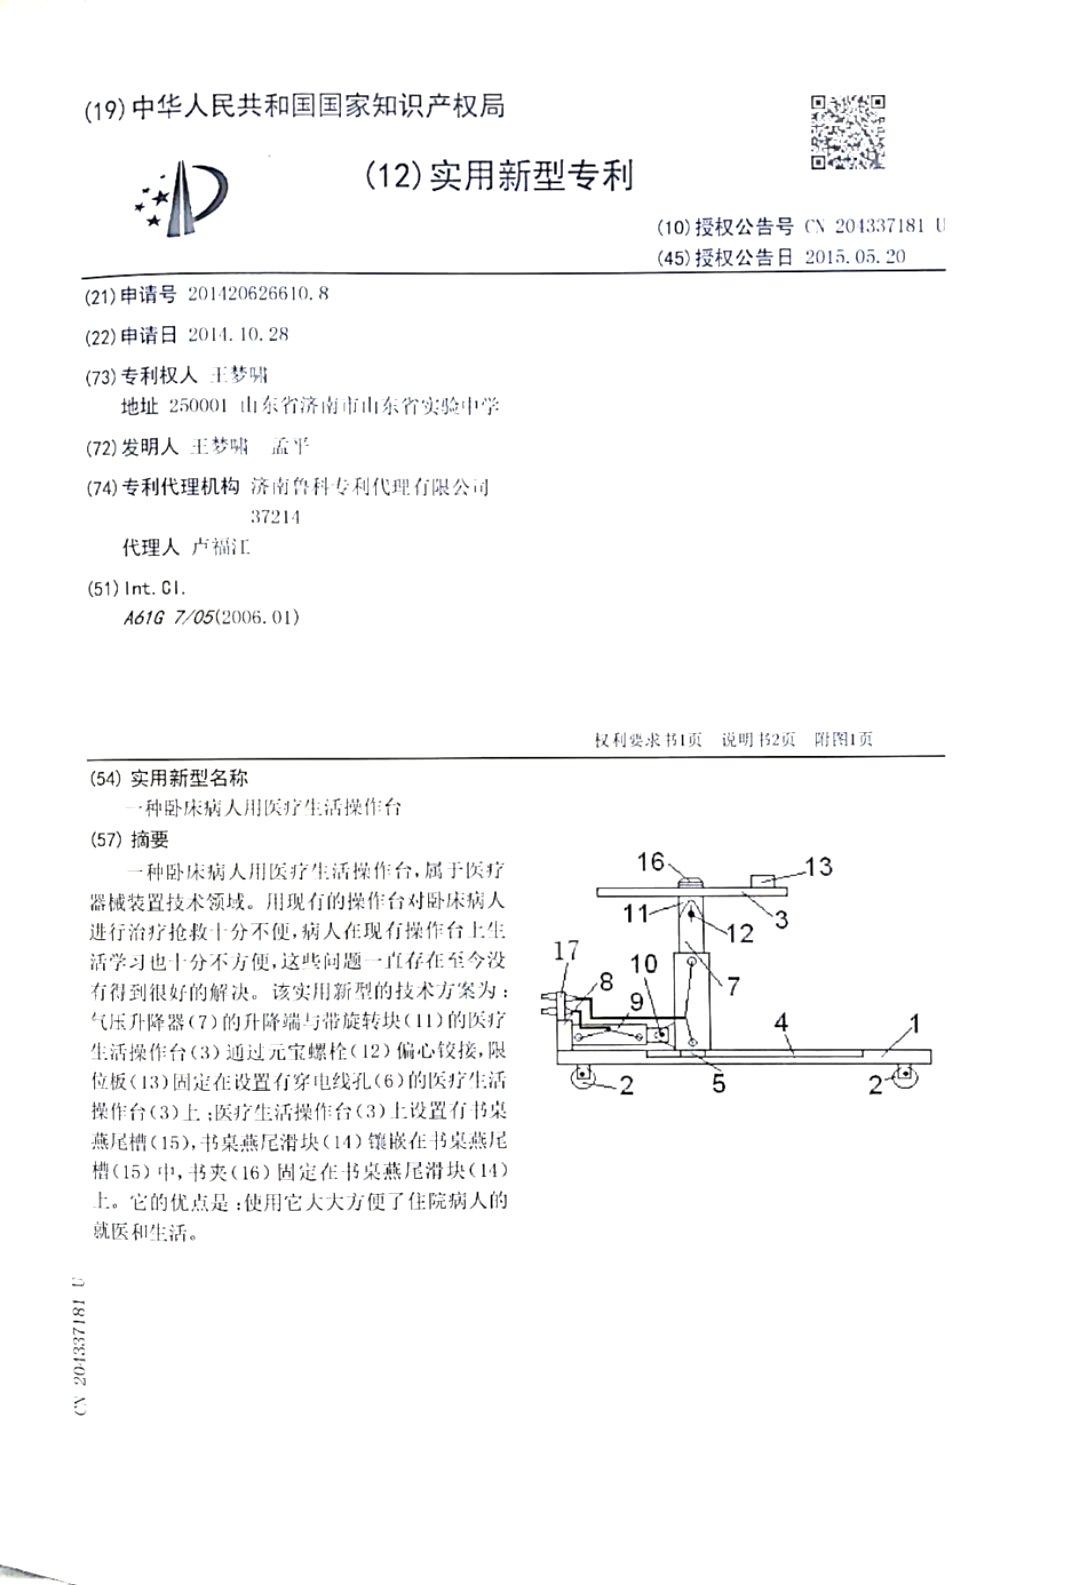 (19)中华人民共和国国家知识产权局
(12)实用新型专利
(10)授权公告号 CN 204337181 U
(45)授权公告日 2015.05.20
(21)申请号 201420626610.8
(22)申请日 2014.10.28
(73)专利权人 王梦啸
地址 250001 山东省济南市山东省实验中学
(72)发明人 王梦啸 孟平
(74)专利代理机构 济南鲁科专利代理有限公司
37214
代理人 卢福江
(51)Int.Cl.
A61G 7/05(2006.01)
权利要求书1页 说明书2页 附图1页
(54)实用新型名称
一种卧床病人用医疗生活操作台
(57)摘要
一种卧床病人用医疗生活操作台,属于医疗
器械装置技术领域。用现有的操作台对卧床病人
进行治疗抢救十分不便,病人在现有操作台上生
活学习也十分不方便,这些问题一直存在至今没
有得到很好的解决。该实用新型的技术方案为:
气压升降器(7)的升降端与带旋转块(11)的医疗
生活操作台(3)通过元宝螺栓(12)偏心铰接,限
位板(13)固定在设置有穿电线孔(6)的医疗生活
操作台(3)上;医疗生活操作台(3)上设置有书桌
燕尾槽(15),书桌燕尾滑块(14)镶嵌在书桌燕尾
槽(15)中,书夹(16)固定在书桌燕尾滑块(14)
上。它的优点是:使用它大大方便了住院病人的
就医和生活。
16
13
11
3
12
17
10
8
7
9
4
1
2
5
2
CN 204337181 U